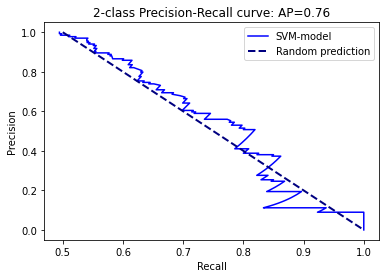 2-class Precision-Recall curve: AP=0.76
SVM-model
Random prediction
Precision
1.0
0.8
0.6
0.4
0.2
0.0
0.5
0.6
0.7
0.8
0.9
1.0
Recall